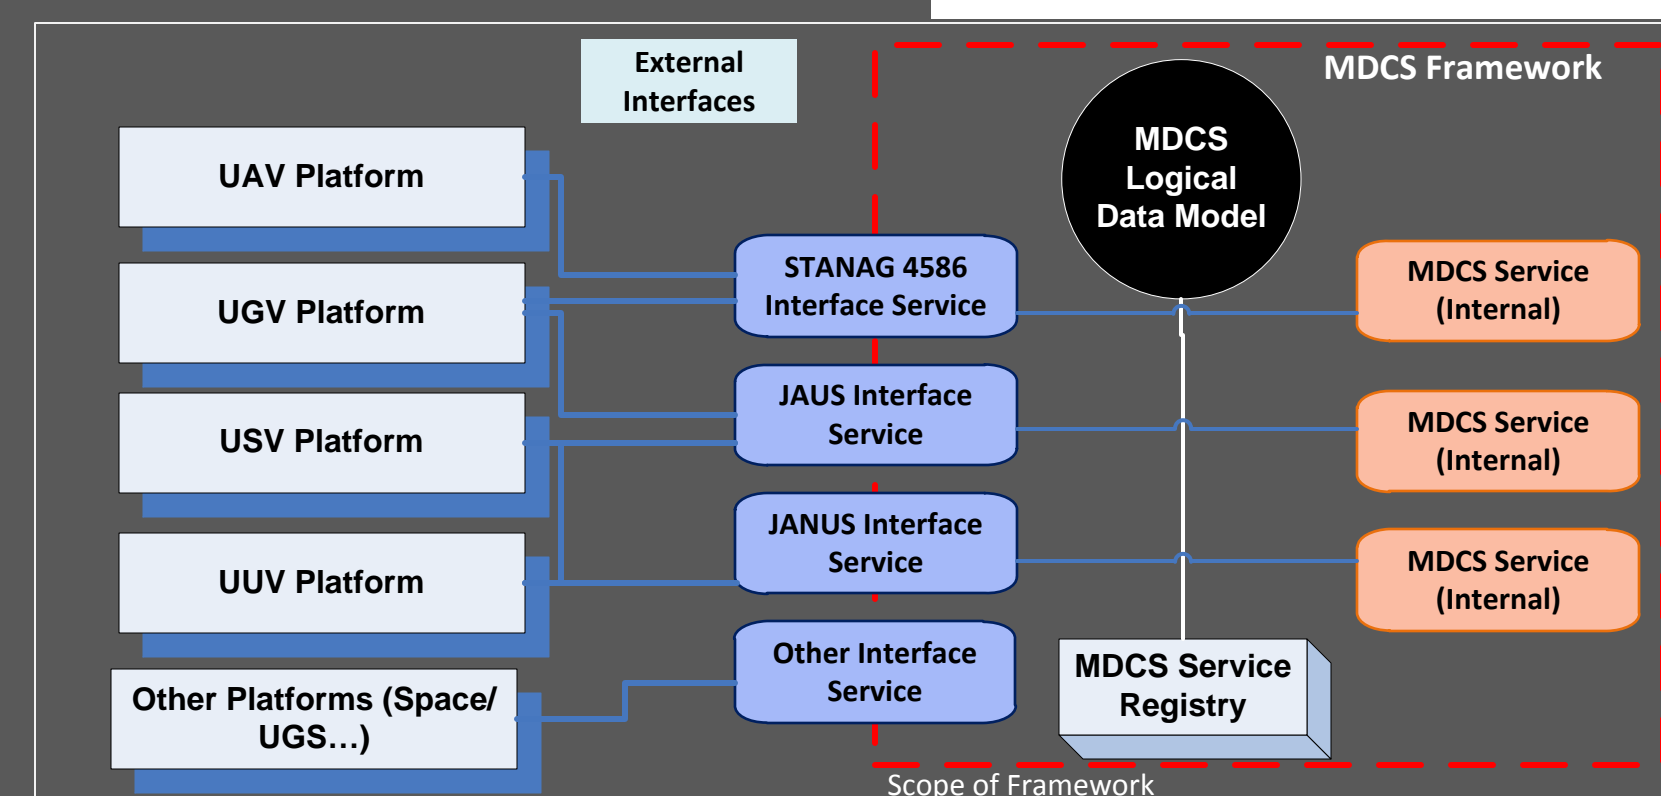 External
Interfaces
MDCS Framework
UAV Platform
UGV Platform
USV Platform
UUV Platform
Other Platforms (Space/
UGS…)
STANAG 4586
Interface Service
JAUS Interface
Service
JANUS Interface
Service
Other Interface
Service
MDCS
Logical
Data Model
MDCS Service
Registry
MDCS Service
(Internal)
MDCS Service
(Internal)
MDCS Service
(Internal)
Scope of Framework